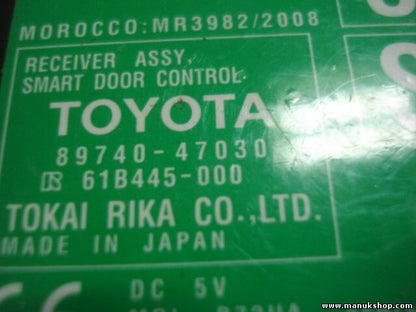 MOROCCO:MR3982/2008
RECEIVER ASSY,
SMART DOOR CONTROL
TOYOTA
89740-47030
61B445-000
TOKAI RIKA CO.,LTD.
MADE IN JAPAN
DC 5V
www.manukshop.com